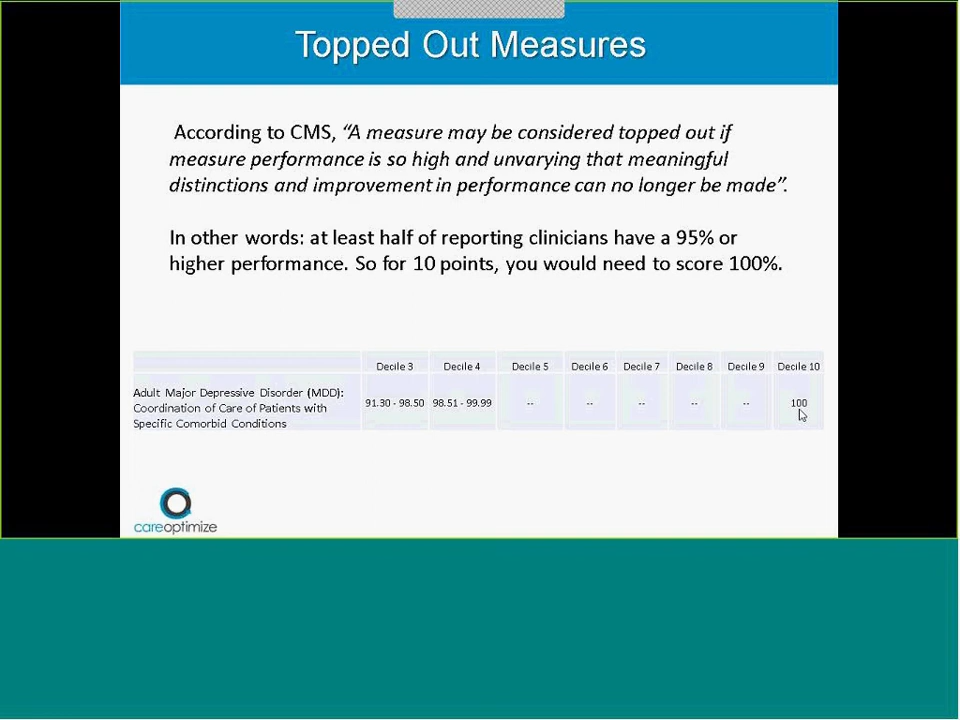 Topped Out Measures
According to CMS, “A measure may be considered topped out if
measure performance is so high and unvarying that meaningful
distinctions and improvement in performance can no longer be made”.
In other words: at least half of reporting clinicians have a 95% or
higher performance. So for 10 points, you would need to score 100%.
Decile 3 Decile 4 Decile 5 Decile 6 Decile 7 Decile 8 Decile 9 Decile 10
Adult Major Depressive Disorder (MDD):
Coordination of Care of Patients with
Specific Comorbid Conditions
91.30 - 98.50 98.51 - 99.99 -- -- -- -- -- 100
careoptimize